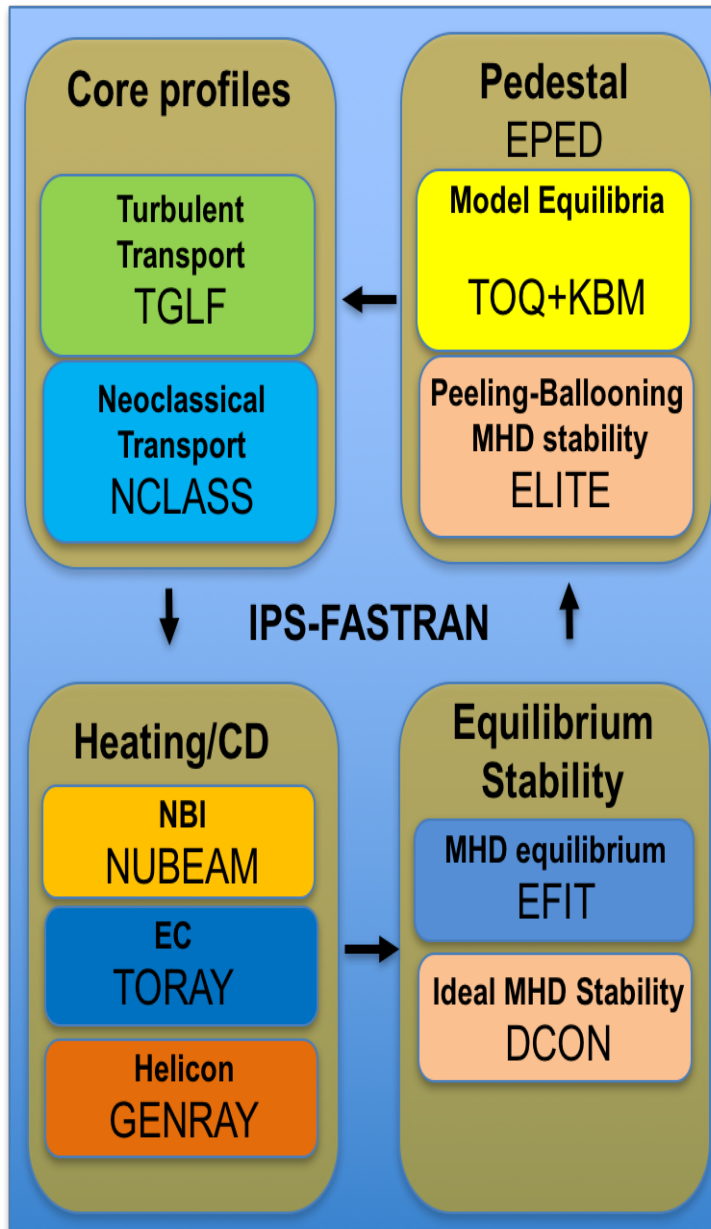 Core profiles
Turbulent
Transport
TGLF
Neoclassical
Transport
NCLASS
Pedestal
EPED
Model Equilibria
TOQ+KBM
Peeling-Ballooning
MHD stability
ELITE
IPS-FASTRAN
Heating/CD
NBI
NUBEAM
EC
TORAY
Helicon
GENRAY
Equilibrium
Stability
MHD equilibrium
EFIT
Ideal MHD Stability
DCON